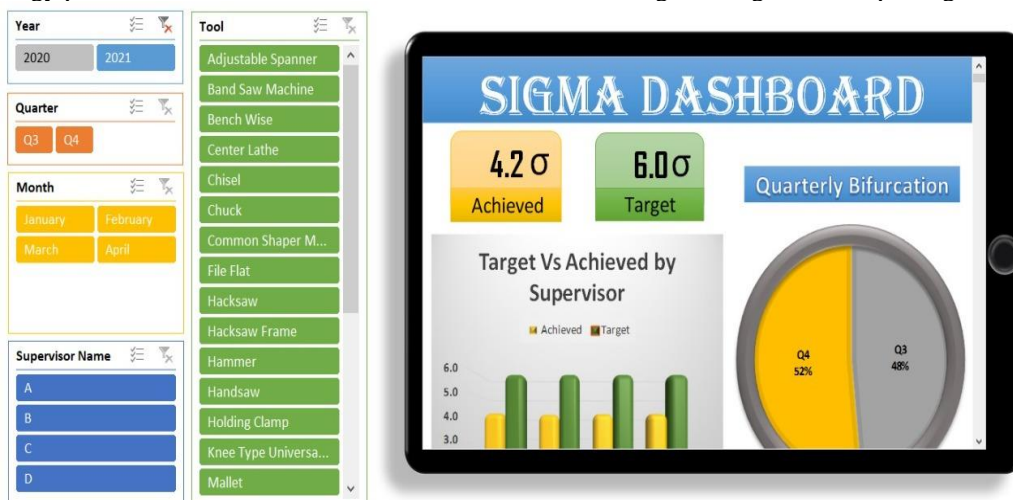 Year
2020 2021
Quarter
Q3 Q4
Month
January February
March April
Supervisor Name
A
B
C
D
Tool
Adjustable Spanner
Band Saw Machine
Bench Wise
Center Lathe
Chisel
Chuck
Common Shaper M...
File Flat
Hacksaw
Hacksaw Frame
Hammer
Handsaw
Holding Clamp
Knee Type Universa...
Mallet
SIGMA DASHBOARD
4.2 σ
Achieved
6.0 σ
Target
Quarterly Bifurcation
Target Vs Achieved by
Supervisor
Achieved Target
6.0
5.0
4.0
3.0
Q4
52%
Q3
48%